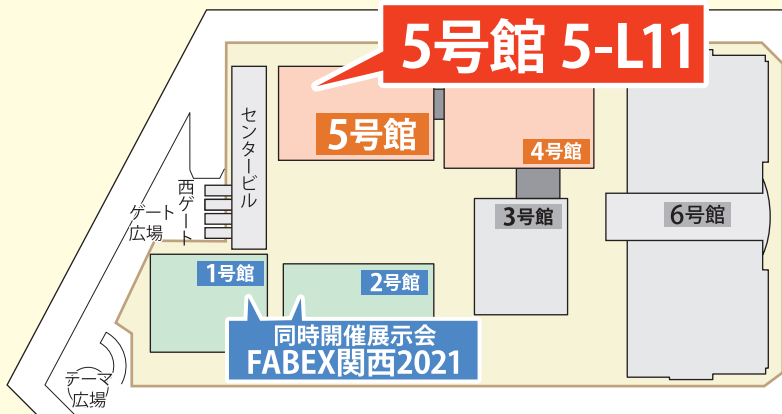 5号館 5-L11
5号館
4号館
センタービル
西ゲート
ゲート
広場
3号館
6号館
1号館
2号館
同時開催展示会
FABEX関西2021
テーマ
広場